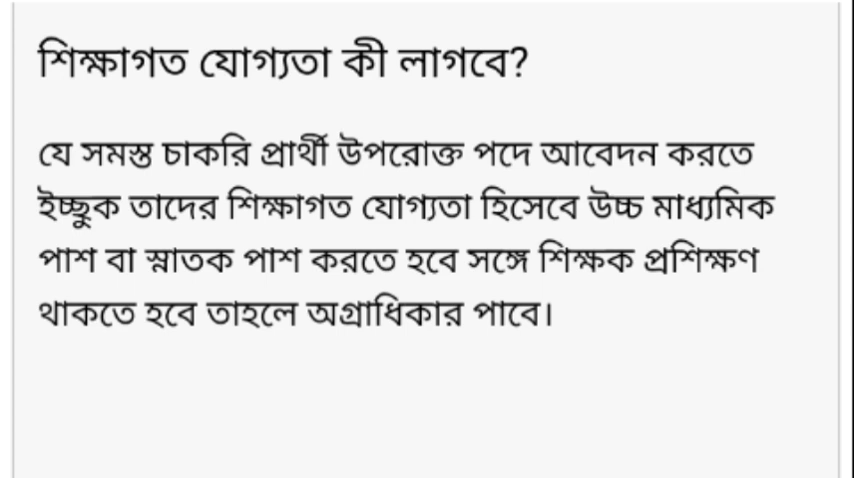 শিক্ষাগত যোগ্যতা কী লাগবে?
যে সমস্ত চাকরি প্রার্থী উপরোক্ত পদে আবেদন করতে
ইচ্ছুক তাদের শিক্ষাগত যোগ্যতা হিসেবে উচ্চ মাধ্যমিক
পাশ বা স্নাতক পাশ করতে হবে সঙ্গে শিক্ষক প্রশিক্ষণ
থাকতে হবে তাহলে অগ্রাধিকার পাবে।